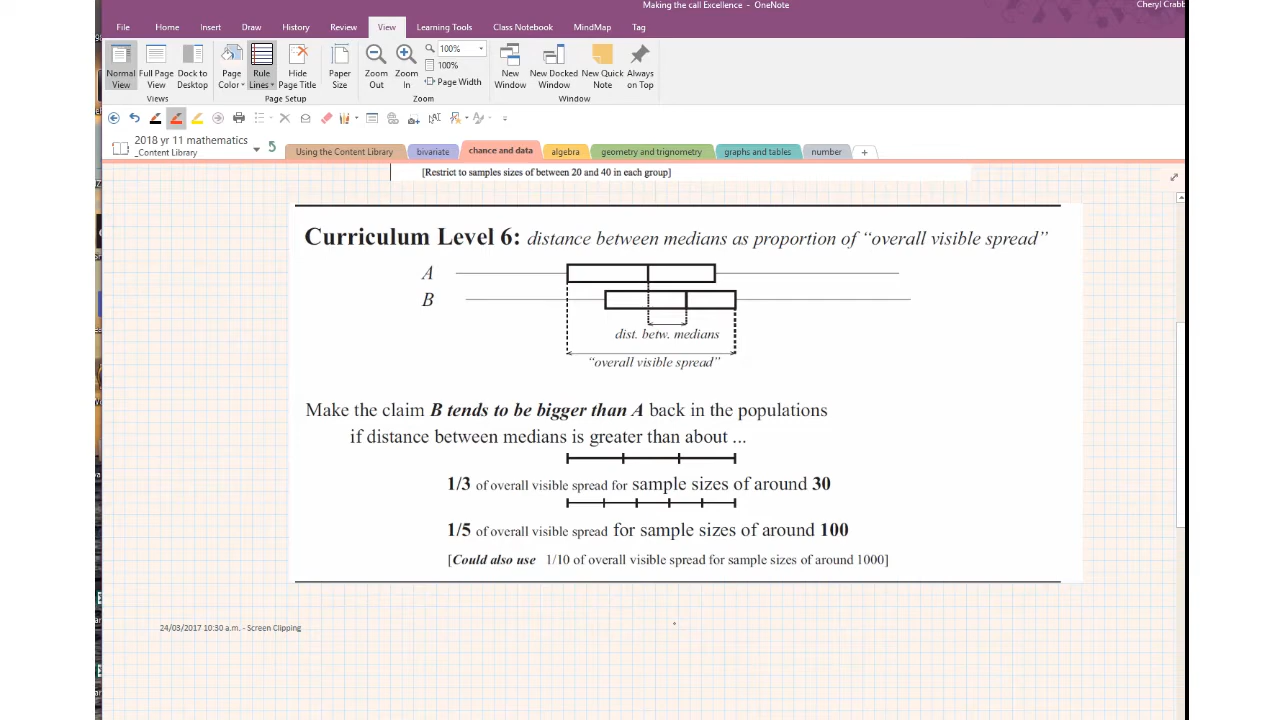 Making the call Excellence - OneNote
Cheryl Crabb
File Home Insert Draw History Review View Learning Tools Class Notebook MindMap Tag
Normal View
Full Page View
Dock to Desktop
Views
Page Color
Rule Lines
Hide Page Title
Page Setup
Paper Size
Zoom Out
Zoom In
100%
100%
Page Width
Zoom
New Window
New Docked Window
New Quick Note
Always on Top
Window
2018 yr 11 mathematics
_Content Library
Using the Content Library bivariate chance and data algebra geometry and trignometry graphs and tables number +
[Restrict to samples sizes of between 20 and 40 in each group]
Curriculum Level 6: distance between medians as proportion of “overall visible spread”
A
B
dist. betw. medians
“overall visible spread”
Make the claim B tends to be bigger than A back in the populations
if distance between medians is greater than about ...
1/3 of overall visible spread for sample sizes of around 30
1/5 of overall visible spread for sample sizes of around 100
[Could also use 1/10 of overall visible spread for sample sizes of around 1000]
24/03/2017 10:30 a.m. - Screen Clipping